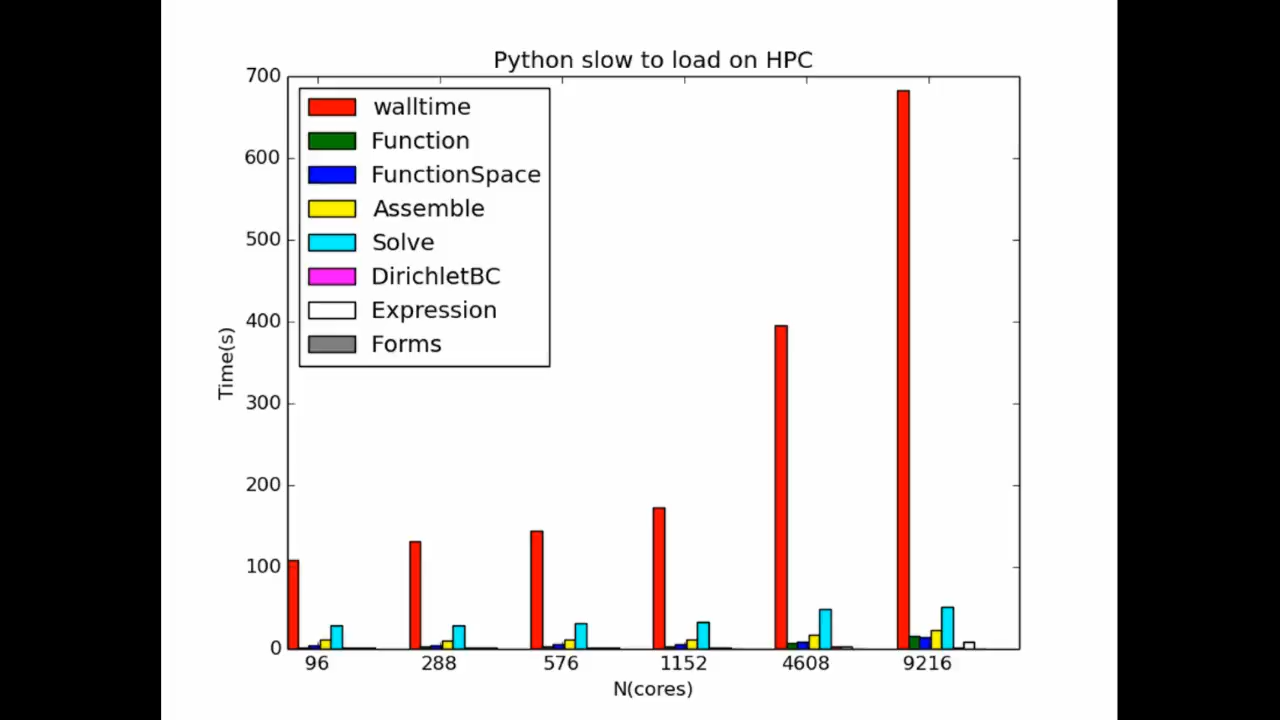 Python slow to load on HPC
700
600
500
400
300
200
100
0
Time(s)
walltime
Function
FunctionSpace
Assemble
Solve
DirichletBC
Expression
Forms
96 288 576 1152 4608 9216
N(cores)